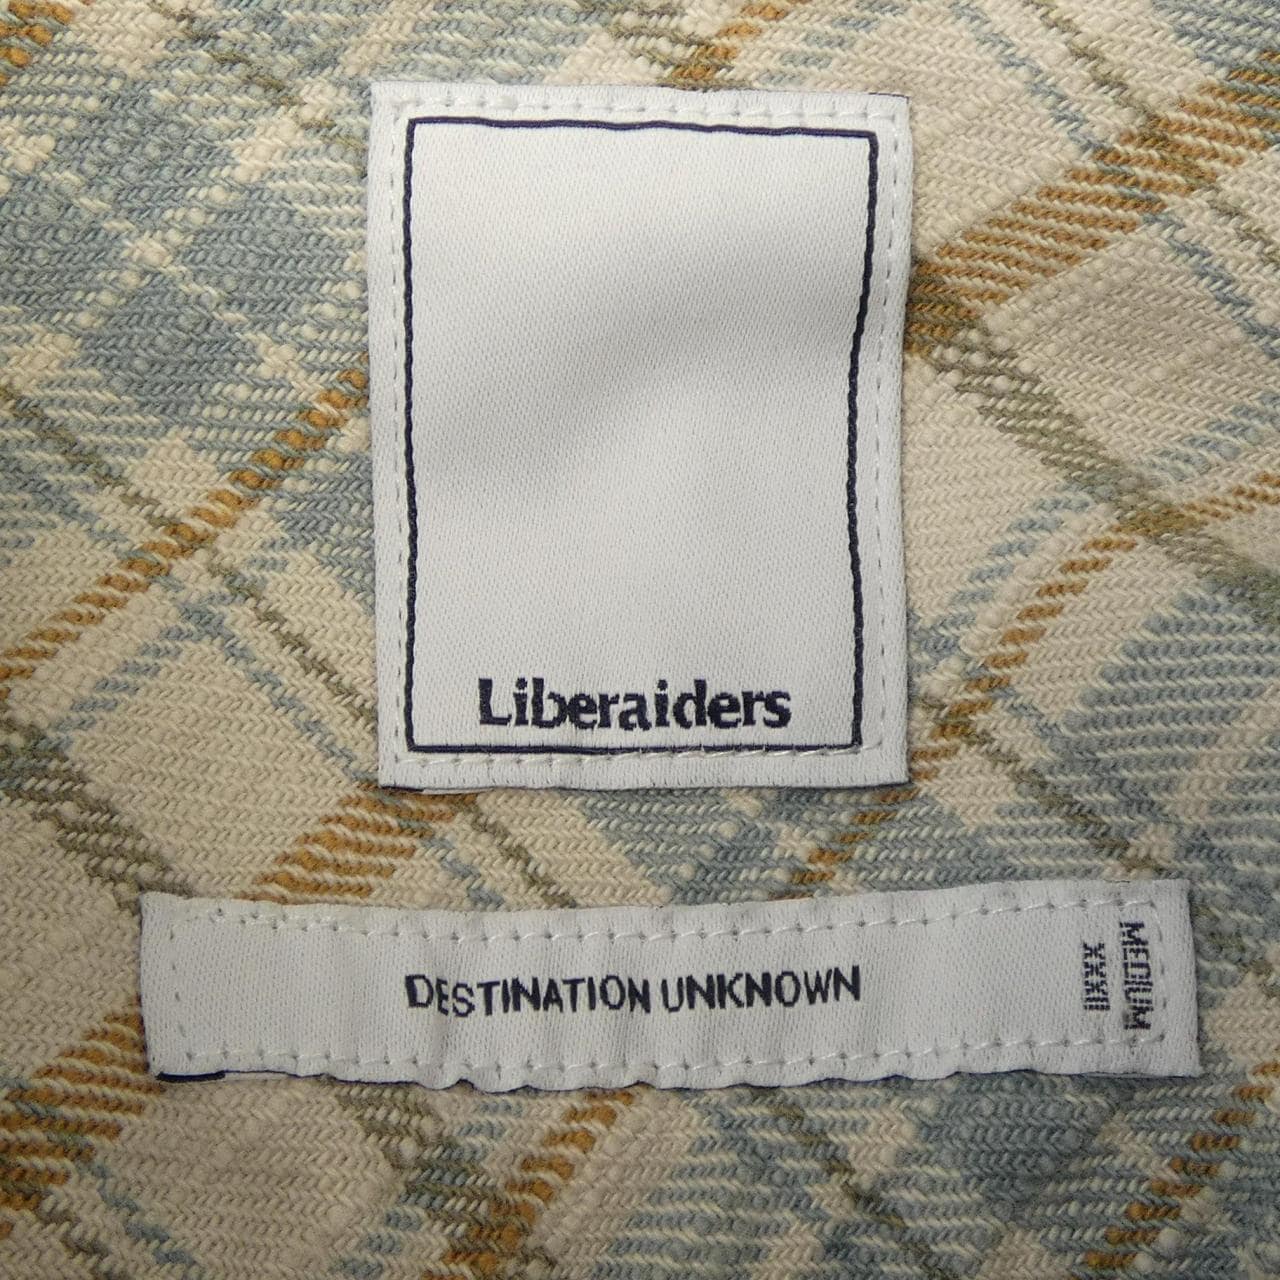 Liberaiders
DESTINATION UNKNOWN
MEDIUM
XXXII